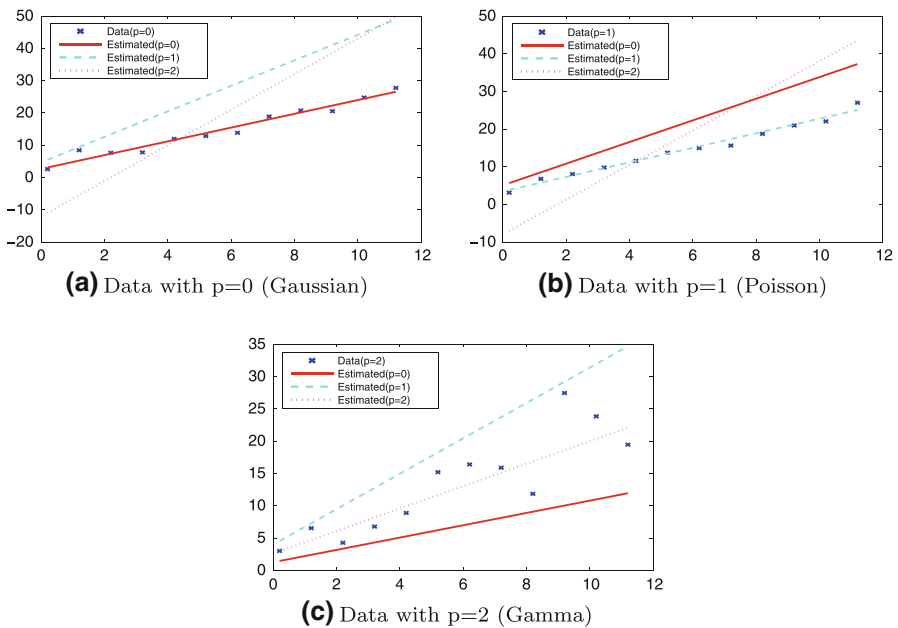 50
40
30
20
10
0
−10
−20
0 2 4 6 8 10 12
Data(p=0)
Estimated(p=0)
Estimated(p=1)
Estimated(p=2)
(a) Data with p=0 (Gaussian)
50
40
30
20
10
0
−10
0 2 4 6 8 10 12
Data(p=1)
Estimated(p=0)
Estimated(p=1)
Estimated(p=2)
(b) Data with p=1 (Poisson)
35
30
25
20
15
10
5
0
0 2 4 6 8 10 12
Data(p=2)
Estimated(p=0)
Estimated(p=1)
Estimated(p=2)
(c) Data with p=2 (Gamma)